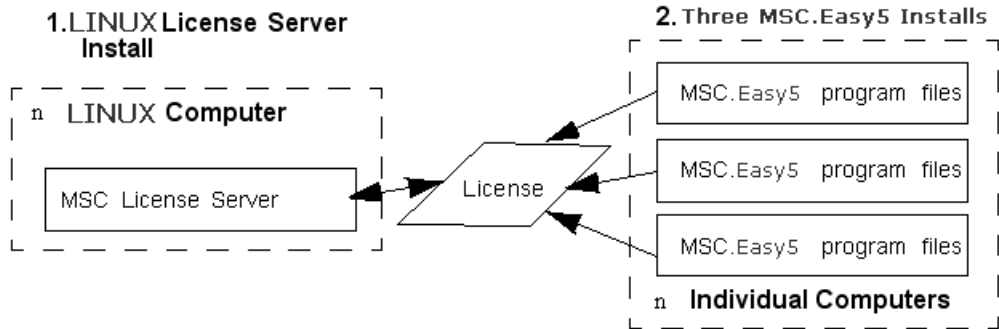 1.LINUX License Server
Install
n LINUX Computer
MSC License Server
License
2.Three MSC.Easy5 Installs
MSC.Easy5 program files
MSC.Easy5 program files
MSC.Easy5 program files
n Individual Computers